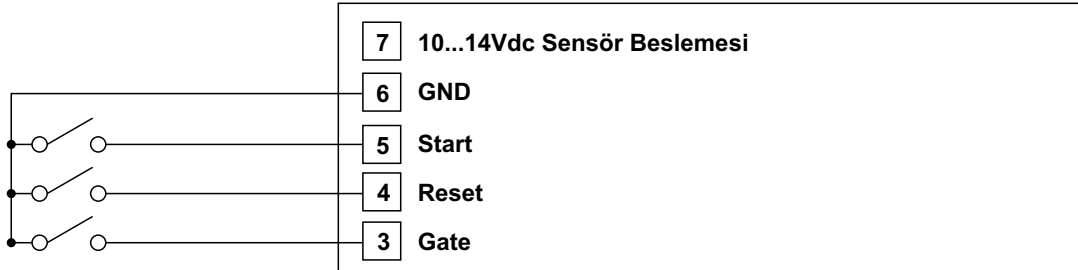 7 10...14Vdc Sensör Beslemesi
6 GND
5 Start
4 Reset
3 Gate